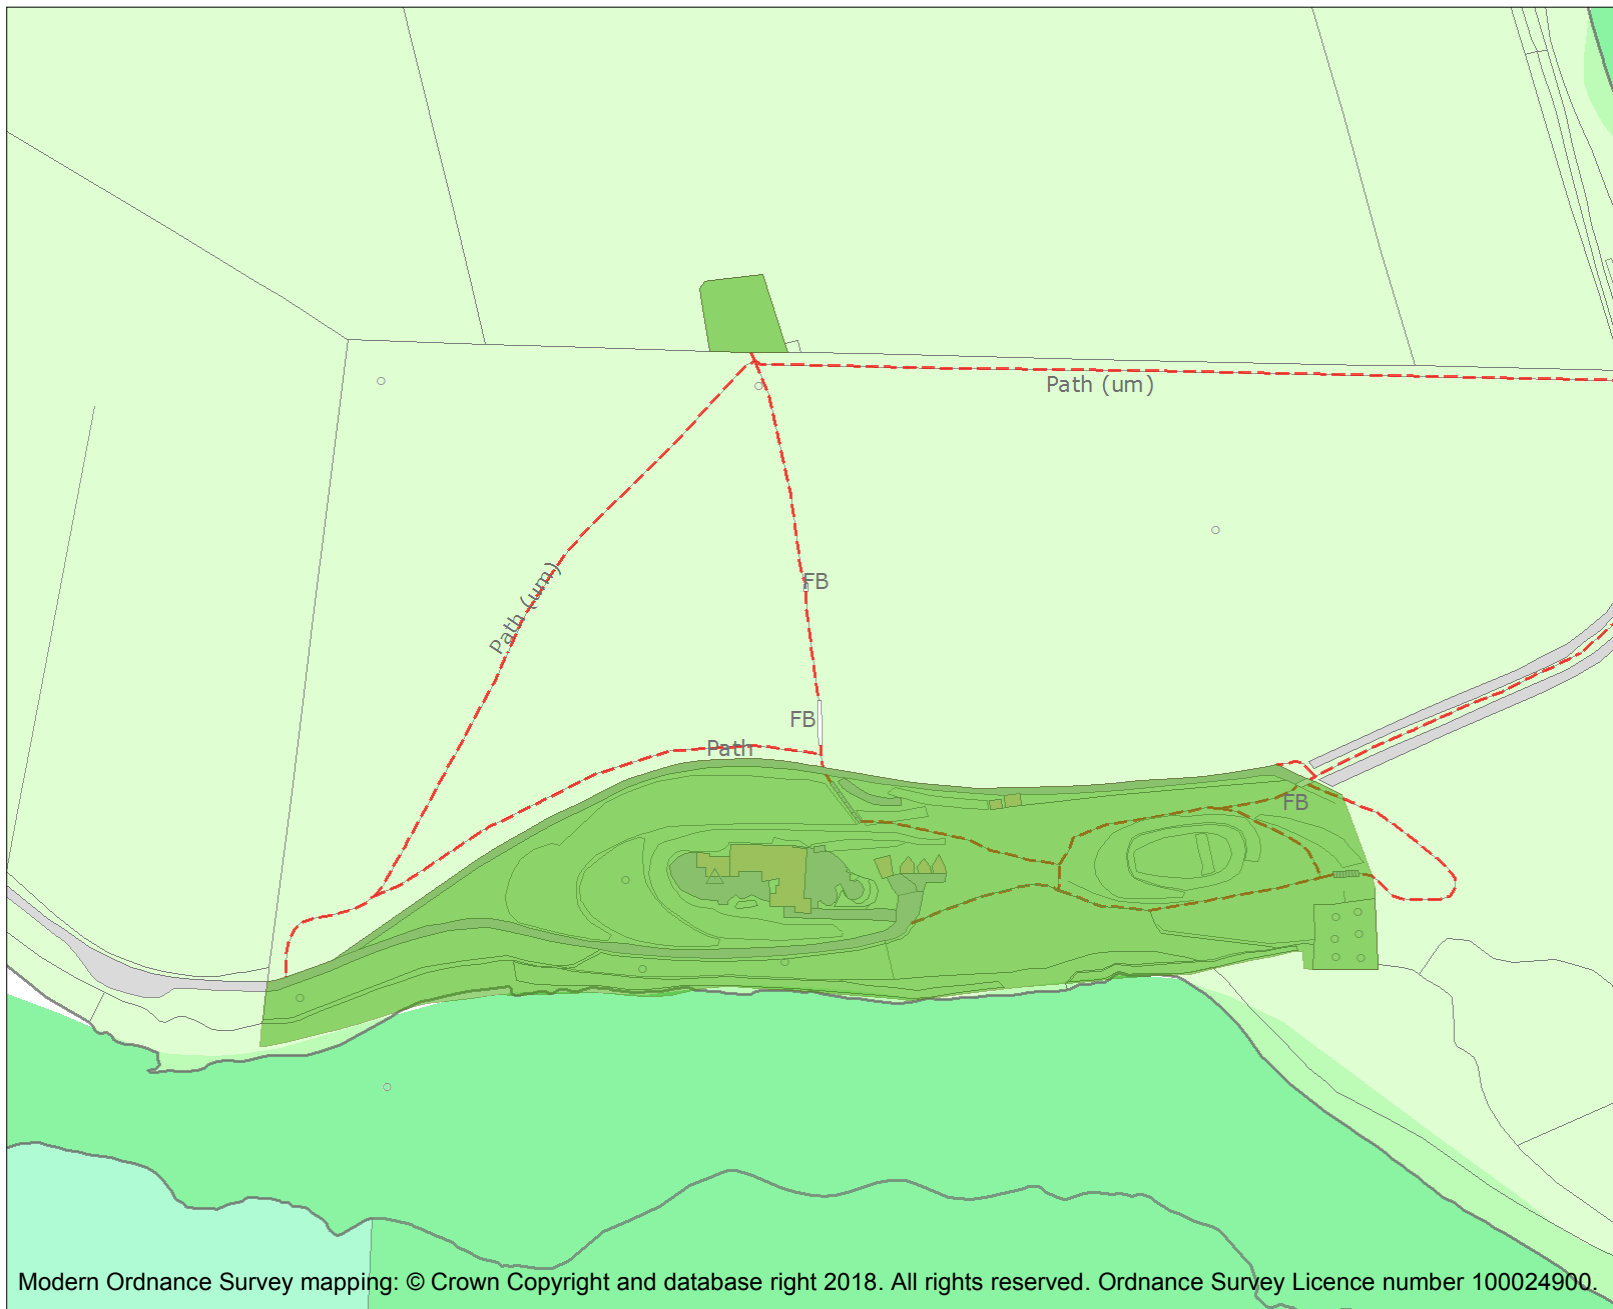 Path (um)
FB
Path (um)
FB
Path
FB
Modern Ordnance Survey mapping: © Crown Copyright and database right 2018. All rights reserved. Ordnance Survey Licence number 100024900.